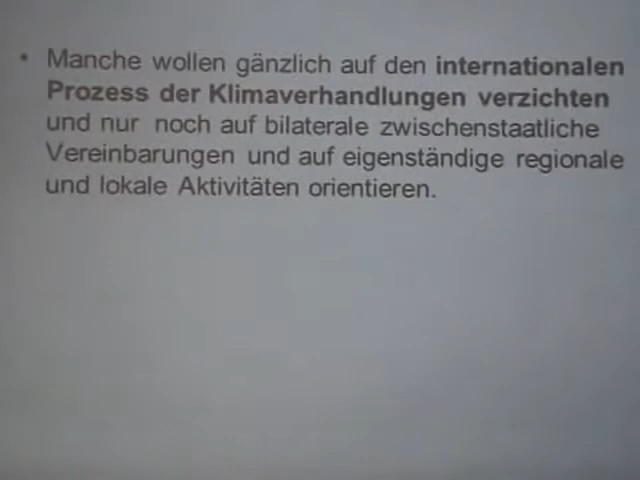 • Manche wollen gänzlich auf den internationalen
Prozess der Klimaverhandlungen verzichten
und nur noch auf bilaterale zwischenstaatliche
Vereinbarungen und auf eigenständige regionale
und lokale Aktivitäten orientieren.